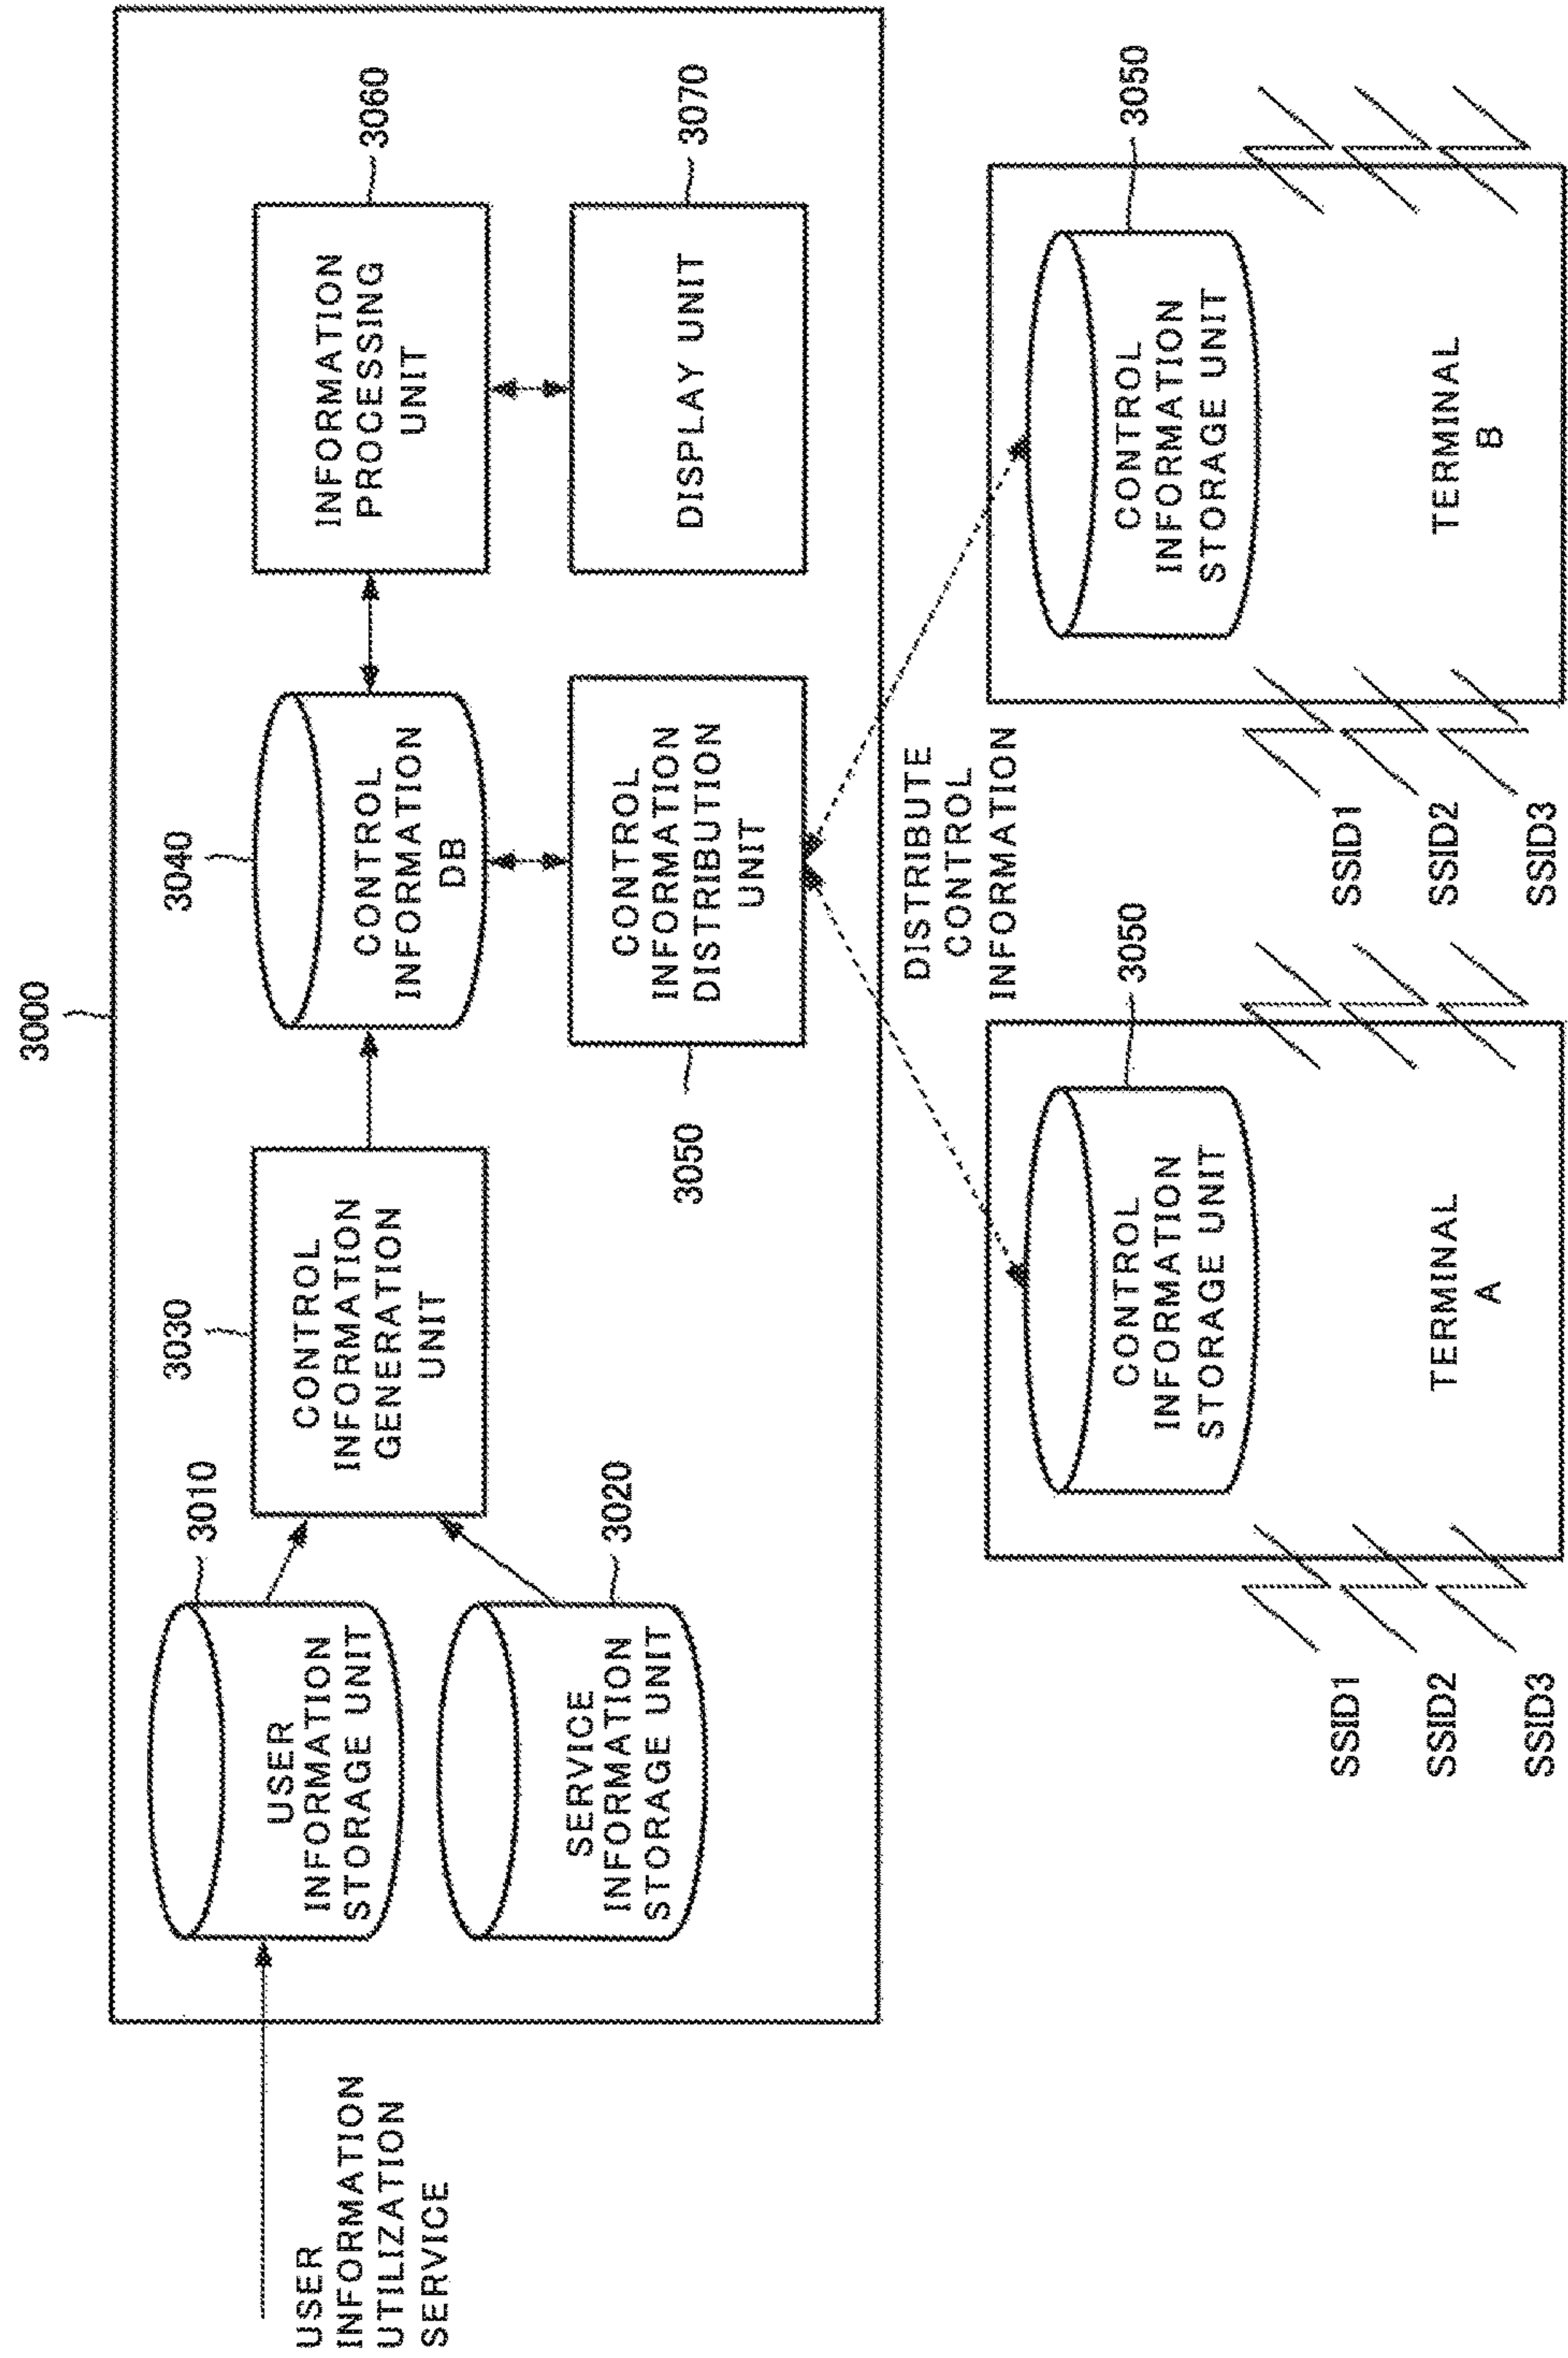 3000
USER
INFORMATION
UTILIZATION
SERVICE
3010
USER
INFORMATION
STORAGE UNIT
3020
SERVICE
INFORMATION
STORAGE UNIT
3030
CONTROL
INFORMATION
GENERATION
UNIT
3040
CONTROL
INFORMATION
DB
3060
INFORMATION
PROCESSING
UNIT
3050
CONTROL
INFORMATION
DISTRIBUTION
UNIT
3070
DISPLAY UNIT
DISTRIBUTE
CONTROL
INFORMATION
3050
CONTROL
INFORMATION
STORAGE UNIT
TERMINAL
A
SSID1
SSID2
SSID3
3050
CONTROL
INFORMATION
STORAGE UNIT
TERMINAL
B
SSID1
SSID2
SSID3